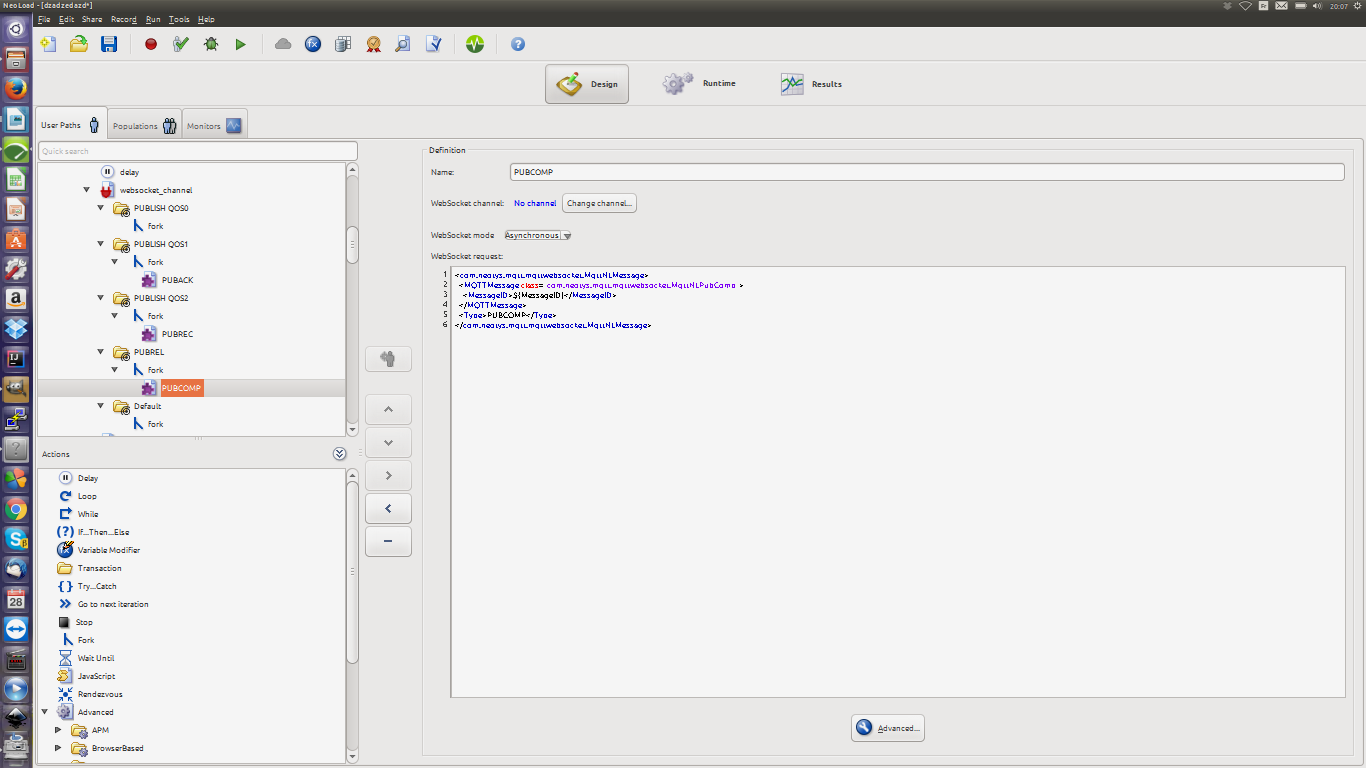 NeoLoad - [dzadzedazd*]
Fr
20:07
File Edit Share Record Run Tools Help
Design
Runtime
Results
User Paths
Populations
Monitors
Quick search
delay
websocket_channel
PUBLISH QOS0
fork
PUBLISH QOS1
fork
PUBACK
PUBLISH QOS2
fork
PUBREC
PUBREL
fork
PUBCOMP
Default
fork
Actions
Delay
Loop
While
If...Then...Else
Variable Modifier
Transaction
Try...Catch
Go to next iteration
Stop
Fork
Wait Until
JavaScript
Rendezvous
Advanced
APM
BrowserBased
Definition
Name: PUBCOMP
WebSocket channel: No channel Change channel...
WebSocket mode Asynchronous
WebSocket request:
1 <com.neotys.mqtt.mqttwebsocket.MqttNLMessage>
2 <MQTTMessage class= com.neotys.mqtt.mqttwebsocket.MqttNLPubComp >
3 <MessageID>${MessageID}</MessageID>
4 </MQTTMessage>
5 <Type>PUBCOMP</Type>
6 </com.neotys.mqtt.mqttwebsocket.MqttNLMessage>
Advanced...
28